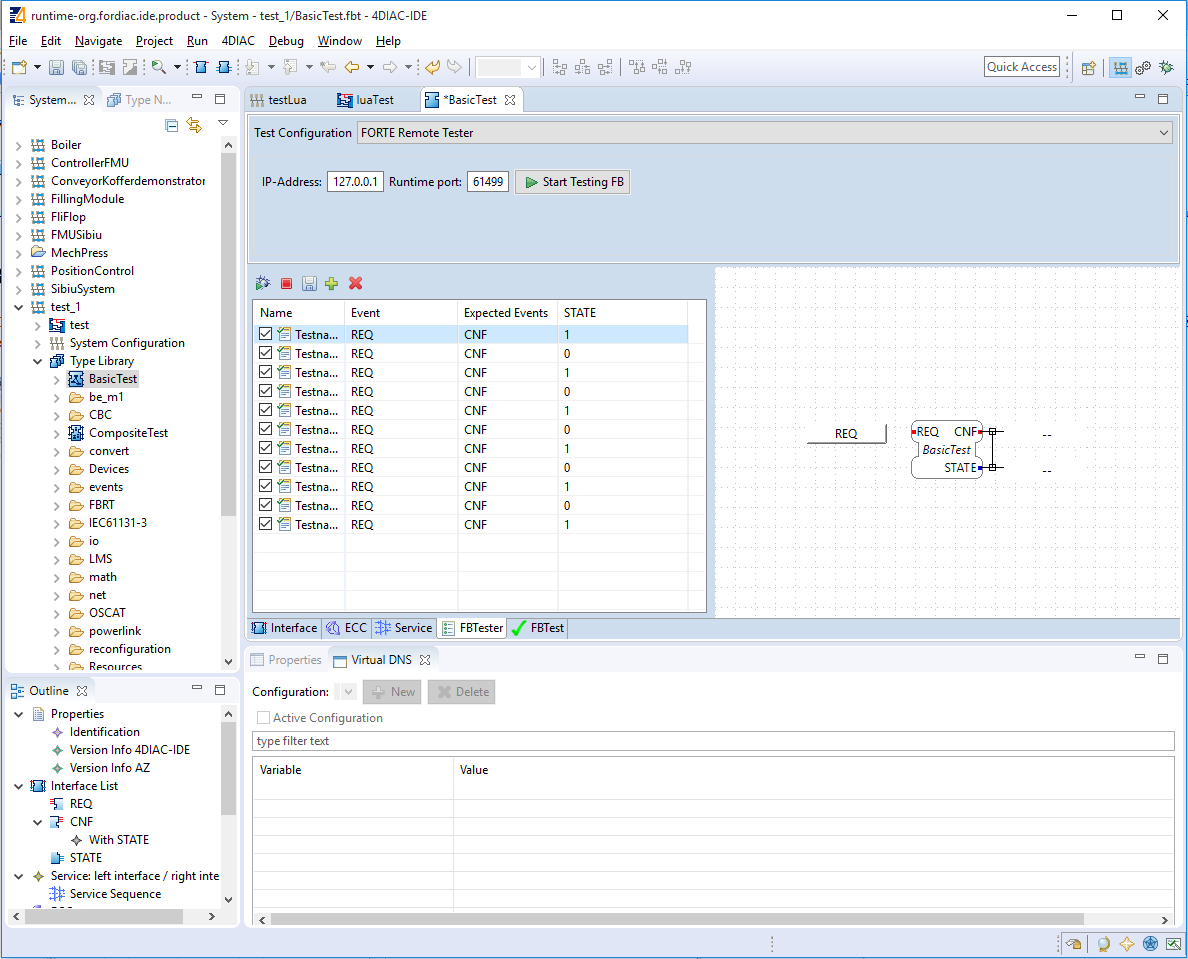 runtime-org.fordiac.ide.product - System - test_1/BasicTest.fbt - 4DIAC-IDE
File Edit Navigate Project Run 4DIAC Debug Window Help
Quick Access
System... Type N...
Boiler
ControllerFMU
ConveyorKofferdemonstrator
FillingModule
FliFlop
FMUSibiu
MechPress
PositionControl
SibiuSystem
test_1
test
System Configuration
Type Library
BasicTest
be_m1
CBC
CompositeTest
convert
Devices
events
FBRT
IEC61131-3
io
LMS
math
net
OSCAT
powerlink
reconfiguration
Resources
Outline
Properties
Identification
Version Info 4DIAC-IDE
Version Info AZ
Interface List
REQ
CNF
With STATE
STATE
Service: left interface / right inte
Service Sequence
testLua luaTest *BasicTest
Test Configuration FORTE Remote Tester
IP-Address: 127.0.0.1 Runtime port: 61499 Start Testing FB
Name Event Expected Events STATE
Testna... REQ CNF 1
Testna... REQ CNF 0
Testna... REQ CNF 1
Testna... REQ CNF 0
Testna... REQ CNF 1
Testna... REQ CNF 0
Testna... REQ CNF 1
Testna... REQ CNF 0
Testna... REQ CNF 1
Testna... REQ CNF 0
Testna... REQ CNF 1
REQ REQ CNF --
BasicTest
STATE --
Interface ECC Service FBTester FBTest
Properties Virtual DNS
Configuration: New Delete
Active Configuration
type filter text
Variable Value